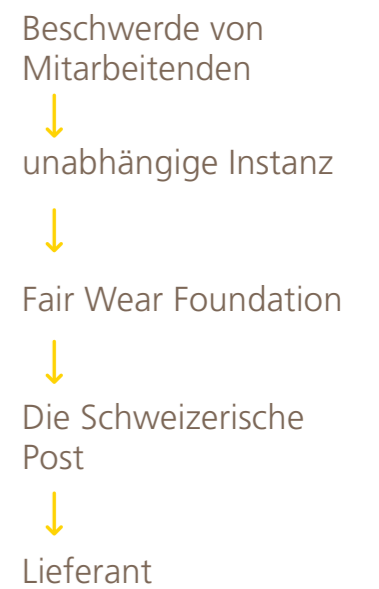 Beschwerde von
Mitarbeitenden
unabhängige Instanz
Fair Wear Foundation
Die Schweizerische
Post
Lieferant